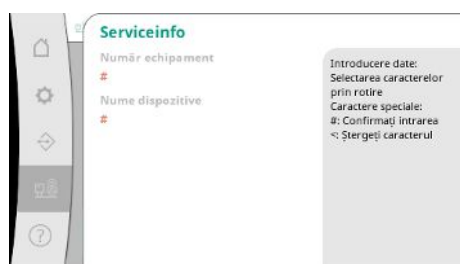 Serviceinfo
Număr echipament
#
Nume dispozitive
#
Introducere date:
Selectarea caracterelor
prin rotire
Caractere speciale:
#: Confirmați intrarea
<: Ștergeți caracterul
?